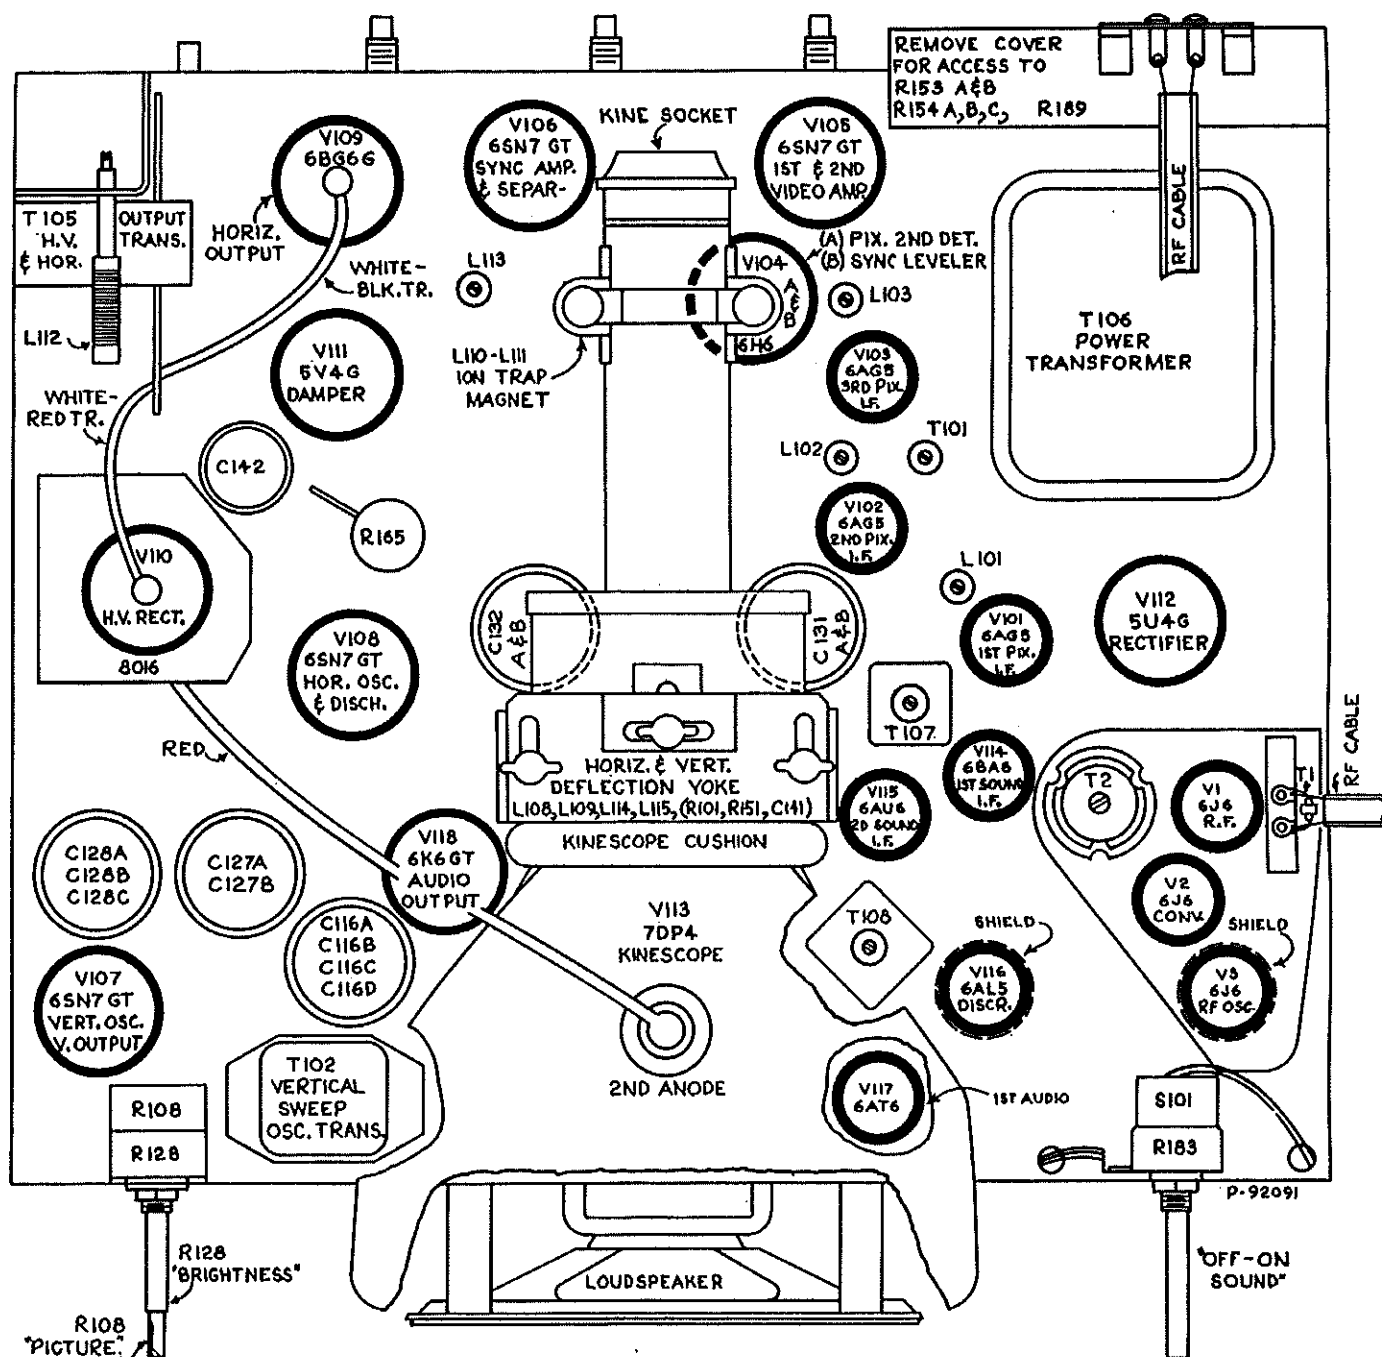 REMOVE COVER
FOR ACCESS TO
R153 A&B
R154 A,B,C, R189
V109
6BG6G
V106
6SN7 GT
SYNC AMP.
& SEPAR-
KINE SOCKET
V105
6SN7 GT
1ST & 2ND
VIDEO AMP.
RF CABLE
T105
H.V.
& HOR.
OUTPUT
TRANS.
HORIZ.
OUTPUT
WHITE-
BLK.TR.
L113
(A) PIX. 2ND DET.
(B) SYNC LEVELER
V104
A
&
B
6H6
L103
T106
POWER
TRANSFORMER
L112
V111
5V4G
DAMPER
L110-L111
ION TRAP
MAGNET
V103
6AG5
3RD PIX.
I.F.
WHITE-
RED TR.
L102
T101
C142
R165
V102
6AG5
2ND PIX.
I.F.
L101
V110
H.V. RECT.
8016
V108
6SN7 GT
HOR. OSC.
& DISCH.
C132
A&B
C131
A&B
V101
6AG5
1ST PIX.
I.F.
V112
5U4G
RECTIFIER
T107
RED
HORIZ. & VERT.
DEFLECTION YOKE
L108, L109, L114, L115, (R101, R151, C141)
V114
6BA6
1ST SOUND
I.F.
V115
6AU6
2D SOUND
I.F.
T2
V1
6J6
R.F.
T1
RF CABLE
KINESCOPE CUSHION
C128A
C128B
C128C
C127A
C127B
V118
6K6GT
AUDIO
OUTPUT
V2
6J6
CONV.
C116A
C116B
C116C
C116D
V113
7DP4
KINESCOPE
T108
SHIELD
V116
6AL5
DISCR.
SHIELD
V3
6J6
RF OSC.
V107
6SN7 GT
VERT. OSC.
V. OUTPUT
T102
VERTICAL
SWEEP
OSC. TRANS.
2ND ANODE
V117
6AT6
1ST AUDIO
R108
R128
S101
R183
P-92091
R128
"BRIGHTNESS"
LOUDSPEAKER
"OFF-ON
SOUND"
R108
"PICTURE"